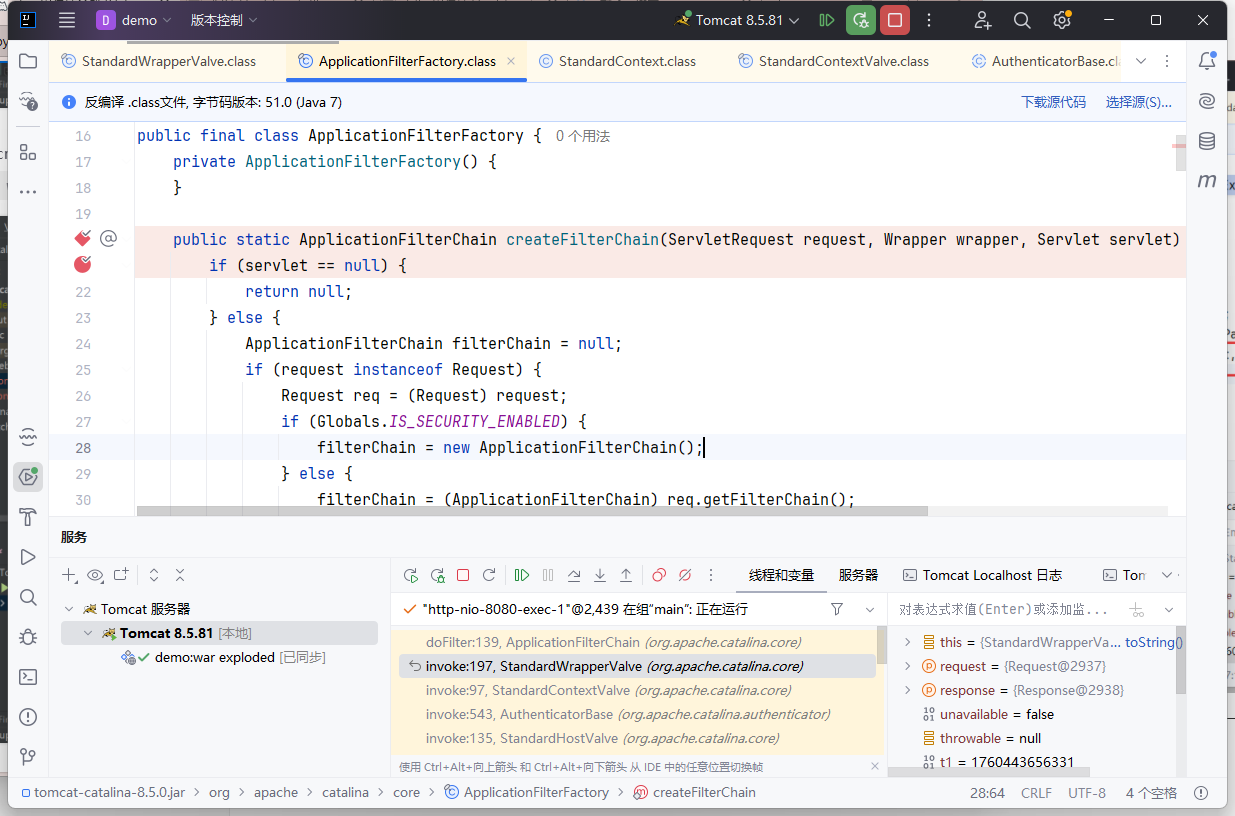 D demo 版本控制 Tomcat 8.5.81
StandardWrapperValve.class ApplicationFilterFactory.class StandardContext.class StandardContextValve.class AuthenticatorBase.cl
反编译 .class文件, 字节码版本: 51.0 (Java 7) 下载源代码 选择源(S)...
16 public final class ApplicationFilterFactory { 0 个用法
17 private ApplicationFilterFactory() {
18 }
19
public static ApplicationFilterChain createFilterChain(ServletRequest request, Wrapper wrapper, Servlet servlet)
if (servlet == null) {
22 return null;
23 } else {
24 ApplicationFilterChain filterChain = null;
25 if (request instanceof Request) {
26 Request req = (Request) request;
27 if (Globals.IS_SECURITY_ENABLED) {
28 filterChain = new ApplicationFilterChain();
29 } else {
30 filterChain = (ApplicationFilterChain) req.getFilterChain();
服务
线程和变量 服务器 Tomcat Localhost 日志 Tom
Tomcat 服务器
Tomcat 8.5.81 [本地]
demo:war exploded [已同步]
"http-nio-8080-exec-1"@2,439 在组"main": 正在运行
doFilter:139, ApplicationFilterChain (org.apache.catalina.core)
invoke:197, StandardWrapperValve (org.apache.catalina.core)
invoke:97, StandardContextValve (org.apache.catalina.core)
invoke:543, AuthenticatorBase (org.apache.catalina.authenticator)
invoke:135, StandardHostValve (org.apache.catalina.core)
使用 Ctrl+Alt+向上箭头 和 Ctrl+Alt+向下箭头 从 IDE 中的任意位置切换帧
对表达式求值(Enter)或添加监...
this = {StandardWrapperVa... toString()
request = {Request@2937}
response = {Response@2938}
unavailable = false
throwable = null
t1 = 1760443656331
tomcat-catalina-8.5.0.jar > org > apache > catalina > core > ApplicationFilterFactory > createFilterChain 28:64 CRLF UTF-8 4 个空格